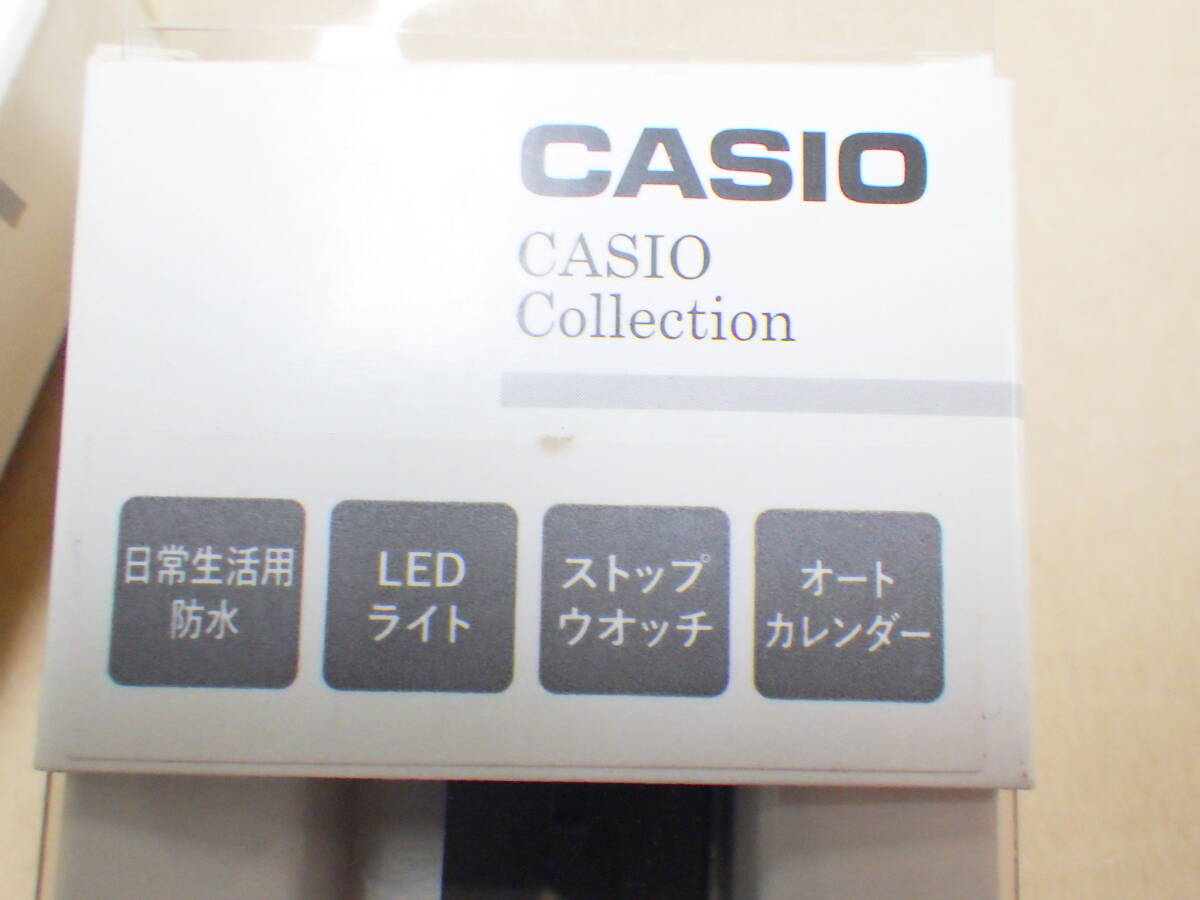 CASIO
CASIO
Collection
日常生活用
防水
LED
ライト
ストップ
ウオッチ
オート
カレンダー